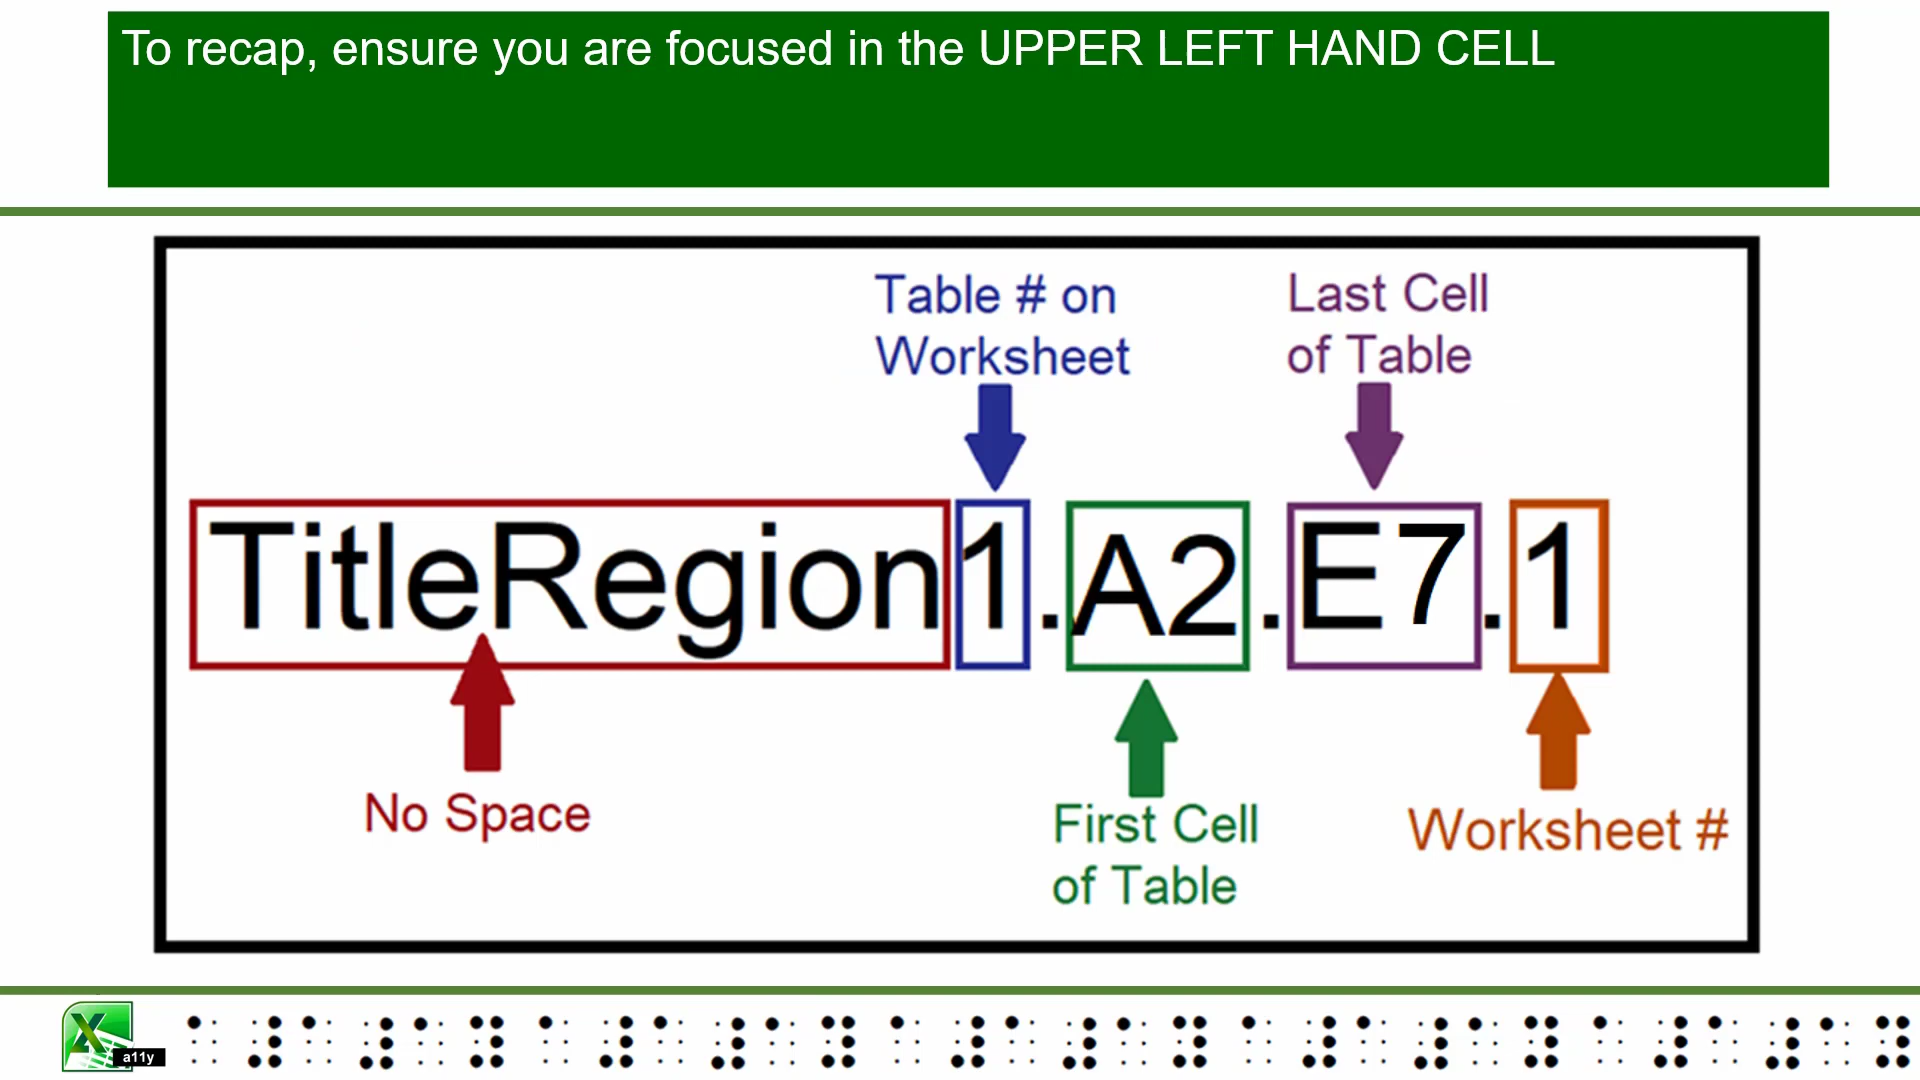 To recap, ensure you are focused in the UPPER LEFT HAND CELL
Table # on
Worksheet
Last Cell
of Table
TitleRegion1.A2.E7.1
No Space
First Cell
of Table
Worksheet #
a11y